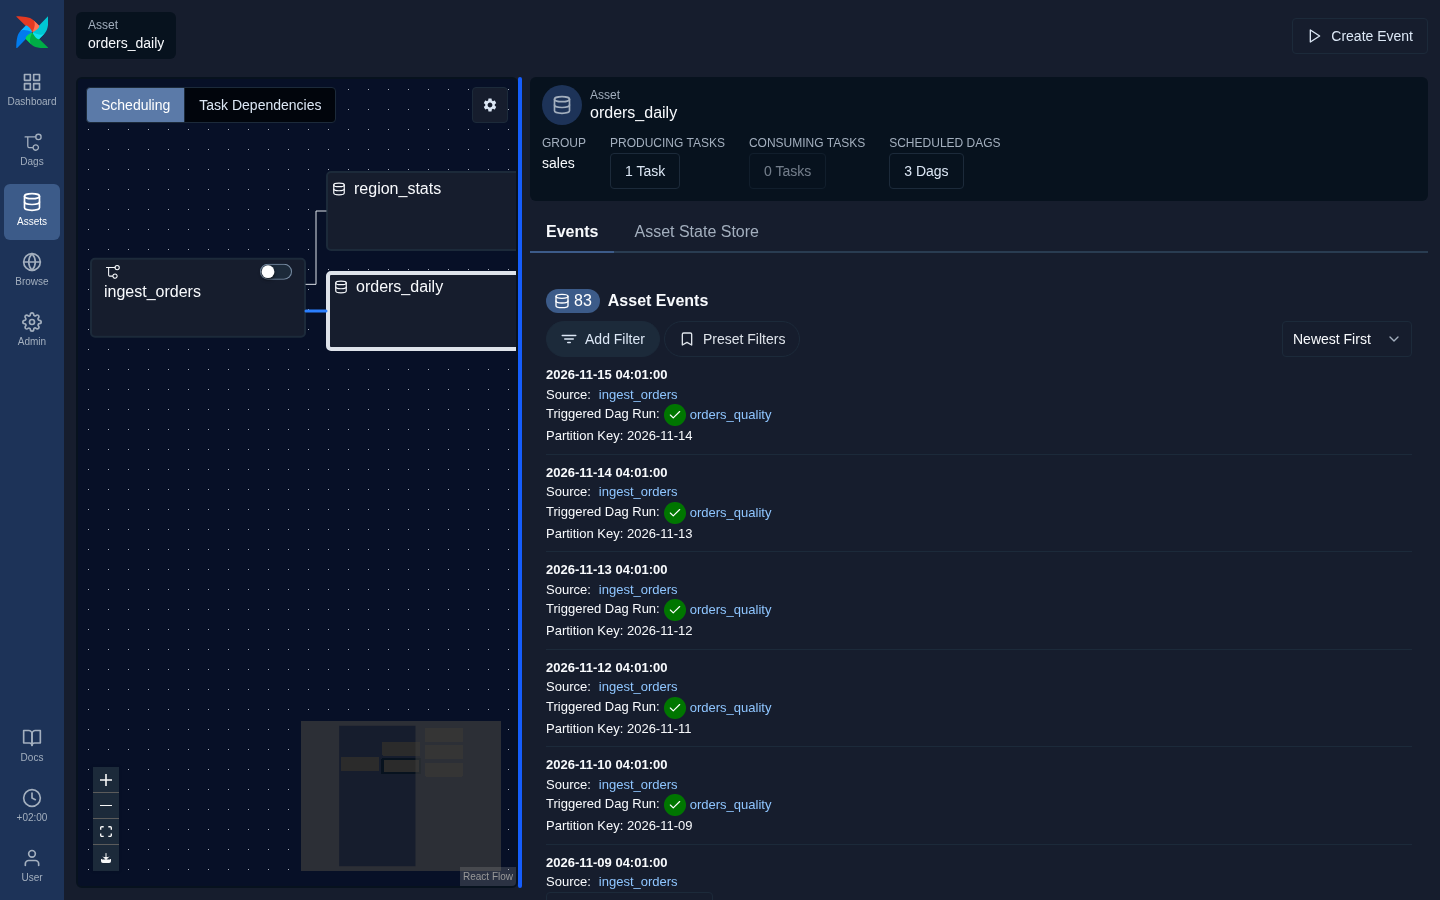 Asset
orders_daily
Create Event
Dashboard
Dags
Assets
Browse
Admin
Docs
+02:00
User
Scheduling
Task Dependencies
region_stats
ingest_orders
orders_daily
React Flow
Asset
orders_daily
GROUP
sales
PRODUCING TASKS
1 Task
CONSUMING TASKS
0 Tasks
SCHEDULED DAGS
3 Dags
Events
Asset State Store
83 Asset Events
Add Filter
Preset Filters
Newest First
2026-11-15 04:01:00
Source: ingest_orders
Triggered Dag Run: orders_quality
Partition Key: 2026-11-14
2026-11-14 04:01:00
Source: ingest_orders
Triggered Dag Run: orders_quality
Partition Key: 2026-11-13
2026-11-13 04:01:00
Source: ingest_orders
Triggered Dag Run: orders_quality
Partition Key: 2026-11-12
2026-11-12 04:01:00
Source: ingest_orders
Triggered Dag Run: orders_quality
Partition Key: 2026-11-11
2026-11-10 04:01:00
Source: ingest_orders
Triggered Dag Run: orders_quality
Partition Key: 2026-11-09
2026-11-09 04:01:00
Source: ingest_orders